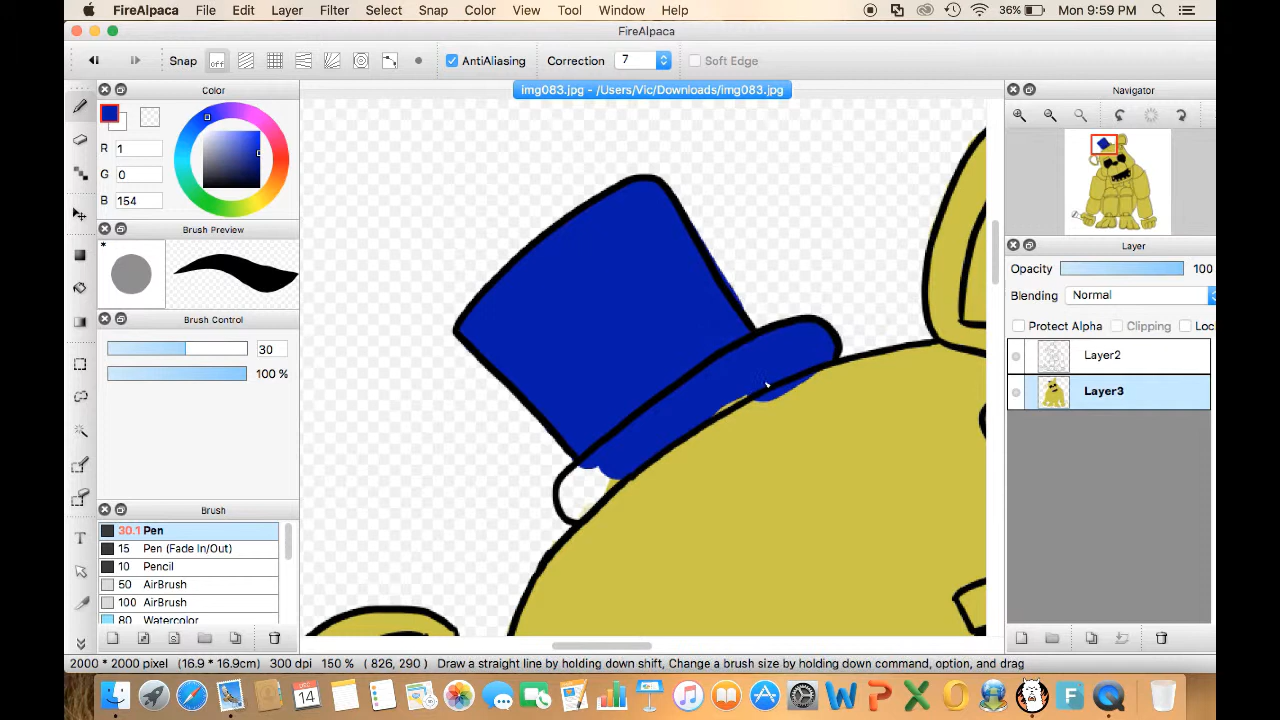 FireAlpaca File Edit Layer Filter Select Snap Color View Tool Window Help 36% Mon 9:59 PM
FireAlpaca
Snap off AntiAliasing Correction 7 Soft Edge
Color
img083.jpg - /Users/Vic/Downloads/img083.jpg
Navigator
R 1
G 0
B 154
Brush Preview
*
Layer
Opacity 100
Blending Normal
Brush Control
Protect Alpha Clipping Loc
30
Layer2
100 %
Layer3
Brush
30.1 Pen
15 Pen (Fade In/Out)
10 Pencil
50 AirBrush
100 AirBrush
80 Watercolor
T
2000 * 2000 pixel (16.9 * 16.9cm) 300 dpi 150 % (826, 290) Draw a straight line by holding down shift, Change a brush size by holding down command, option, and drag
DEC
14
W P X O F